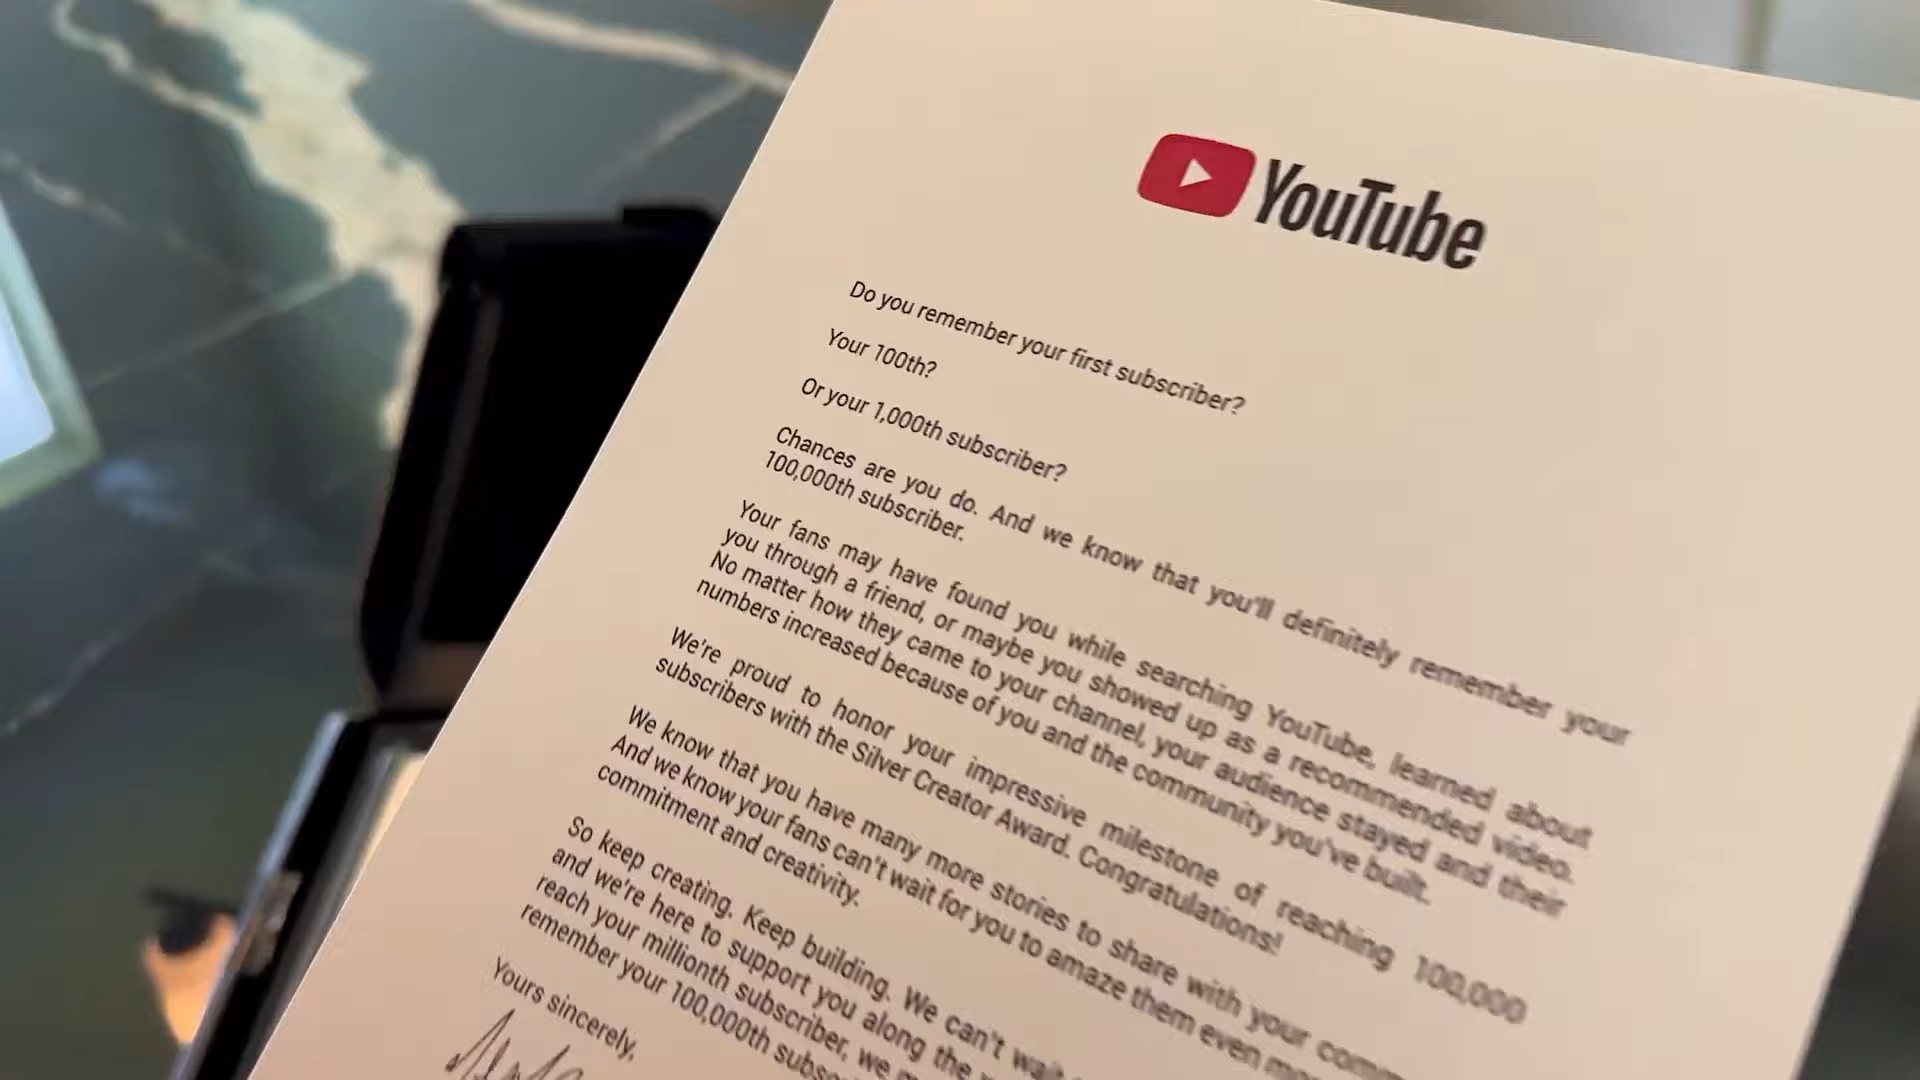 YouTube
Do you remember your first subscriber?
Your 100th?
Or your 1,000th subscriber?
Chances are you do. And we know that you'll definitely remember your
100,000th subscriber.
Your fans may have found you while searching YouTube, learned about
you through a friend, or maybe you showed up as a recommended video.
No matter how they came to your channel, your audience stayed and their
numbers increased because of you and the community you've built.
We're proud to honor your impressive milestone of reaching 100,000
subscribers with the Silver Creator Award. Congratulations!
We know that you have many more stories to share with your comm
And we know your fans can't wait for you to amaze them even mo
commitment and creativity.
So keep creating. Keep building. We can't wait
and we're here to support you along the
reach your millionth subscriber, we
remember your 100,000th subsc
Yours sincerely,